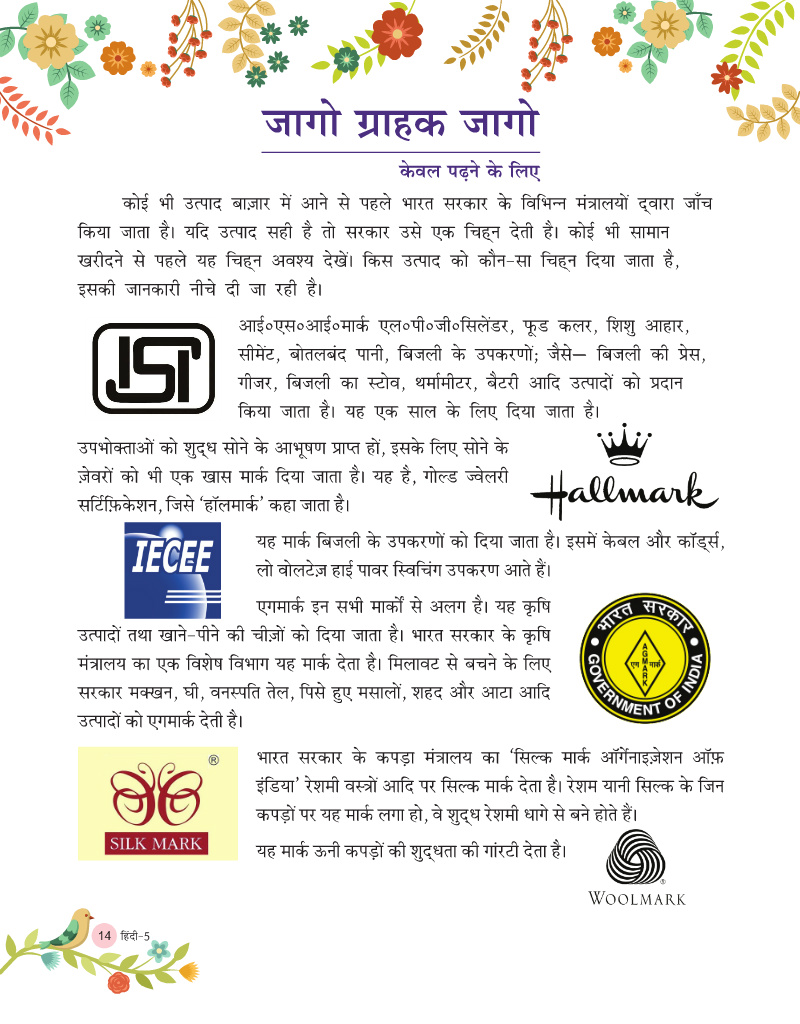 जागो ग्राहक जागो
केवल पढ़ने के लिए
कोई भी उत्पाद बाज़ार में आने से पहले भारत सरकार के विभिन्न मंत्रालयों द्वारा जाँच
किया जाता है। यदि उत्पाद सही है तो सरकार उसे एक चिह्न देती है। कोई भी सामान
खरीदने से पहले यह चिह्न अवश्य देखें। किस उत्पाद को कौन-सा चिह्न दिया जाता है,
इसकी जानकारी नीचे दी जा रही है।
ISI
आई०एस०आई०मार्क एल०पी०जी०सिलेंडर, फूड कलर, शिशु आहार,
सीमेंट, बोतलबंद पानी, बिजली के उपकरणों; जैसे– बिजली की प्रेस,
गीजर, बिजली का स्टोव, थर्मामीटर, बैटरी आदि उत्पादों को प्रदान
किया जाता है। यह एक साल के लिए दिया जाता है।
उपभोक्ताओं को शुद्ध सोने के आभूषण प्राप्त हों, इसके लिए सोने के
ज़ेवरों को भी एक खास मार्क दिया जाता है। यह है, गोल्ड ज्वेलरी
सर्टिफ़िकेशन, जिसे ‘हॉलमार्क’ कहा जाता है।
Hallmark
IECEE
यह मार्क बिजली के उपकरणों को दिया जाता है। इसमें केबल और कॉर्ड्स,
लो वोल्टेज़ हाई पावर स्विचिंग उपकरण आते हैं।
एगमार्क इन सभी मार्कों से अलग है। यह कृषि
उत्पादों तथा खाने-पीने की चीज़ों को दिया जाता है। भारत सरकार के कृषि
मंत्रालय का एक विशेष विभाग यह मार्क देता है। मिलावट से बचने के लिए
सरकार मक्खन, घी, वनस्पति तेल, पिसे हुए मसालों, शहद और आटा आदि
उत्पादों को एगमार्क देती है।
भारत सरकार
एग AGMARK मार्क
GOVERNMENT OF INDIA
®
SILK MARK
भारत सरकार के कपड़ा मंत्रालय का ‘सिल्क मार्क ऑर्गेनाइज़ेशन ऑफ़
इंडिया’ रेशमी वस्त्रों आदि पर सिल्क मार्क देता है। रेशम यानी सिल्क के जिन
कपड़ों पर यह मार्क लगा हो, वे शुद्ध रेशमी धागे से बने होते हैं।
यह मार्क ऊनी कपड़ों की शुद्धता की गांरटी देता है।
®
WOOLMARK
14 हिंदी-5